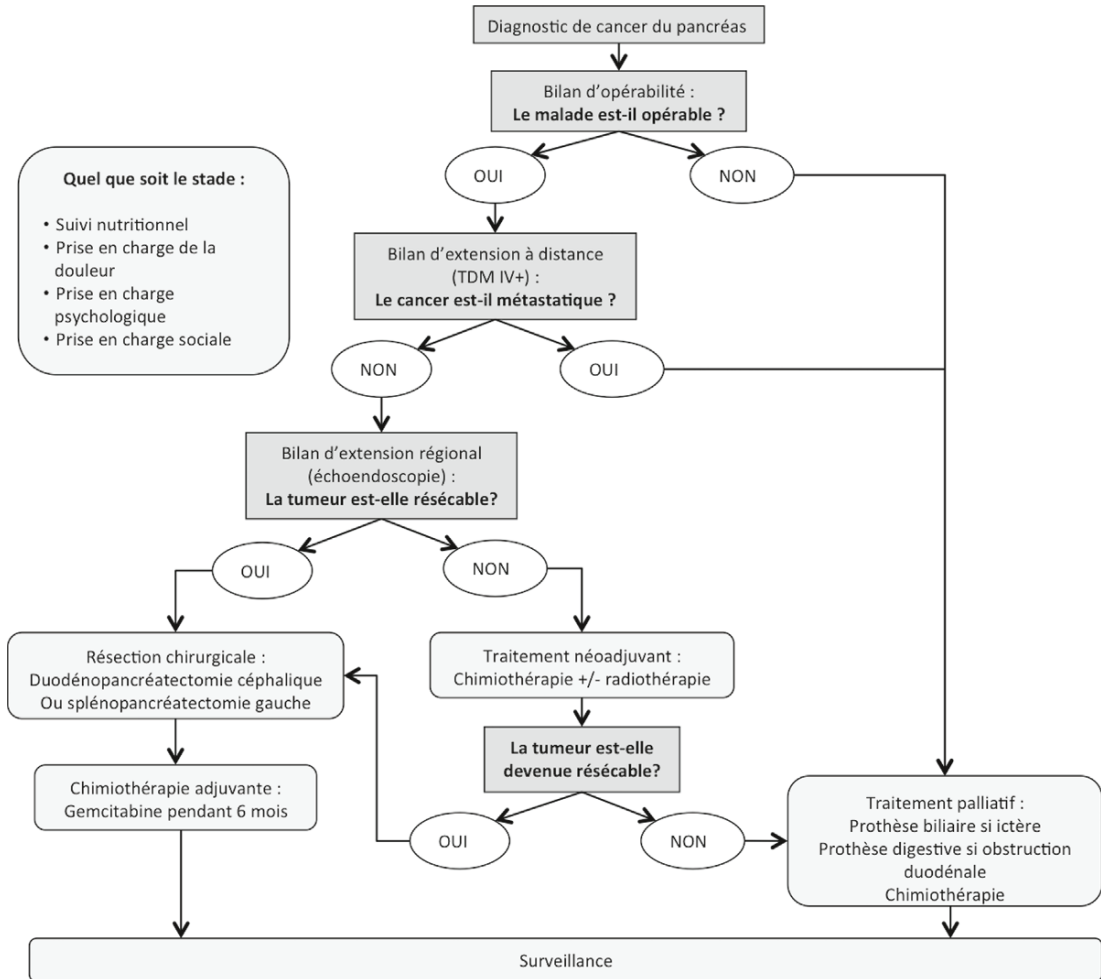 Diagnostic de cancer du pancréas
Bilan d'opérabilité :
Le malade est-il opérable ?
OUI
NON
Quel que soit le stade :
• Suivi nutritionnel
• Prise en charge de la
douleur
• Prise en charge
psychologique
• Prise en charge sociale
Bilan d'extension à distance
(TDM IV+) :
Le cancer est-il métastatique ?
NON
OUI
Bilan d'extension régional
(échoendoscopie) :
La tumeur est-elle résécable?
OUI
NON
Résection chirurgicale :
Duodénopancréatectomie céphalique
Ou splénopancréatectomie gauche
Traitement néoadjuvant :
Chimiothérapie +/- radiothérapie
La tumeur est-elle
devenue résécable?
Chimiothérapie adjuvante :
Gemcitabine pendant 6 mois
OUI
NON
Traitement palliatif :
Prothèse biliaire si ictère
Prothèse digestive si obstruction
duodénale
Chimiothérapie
Surveillance